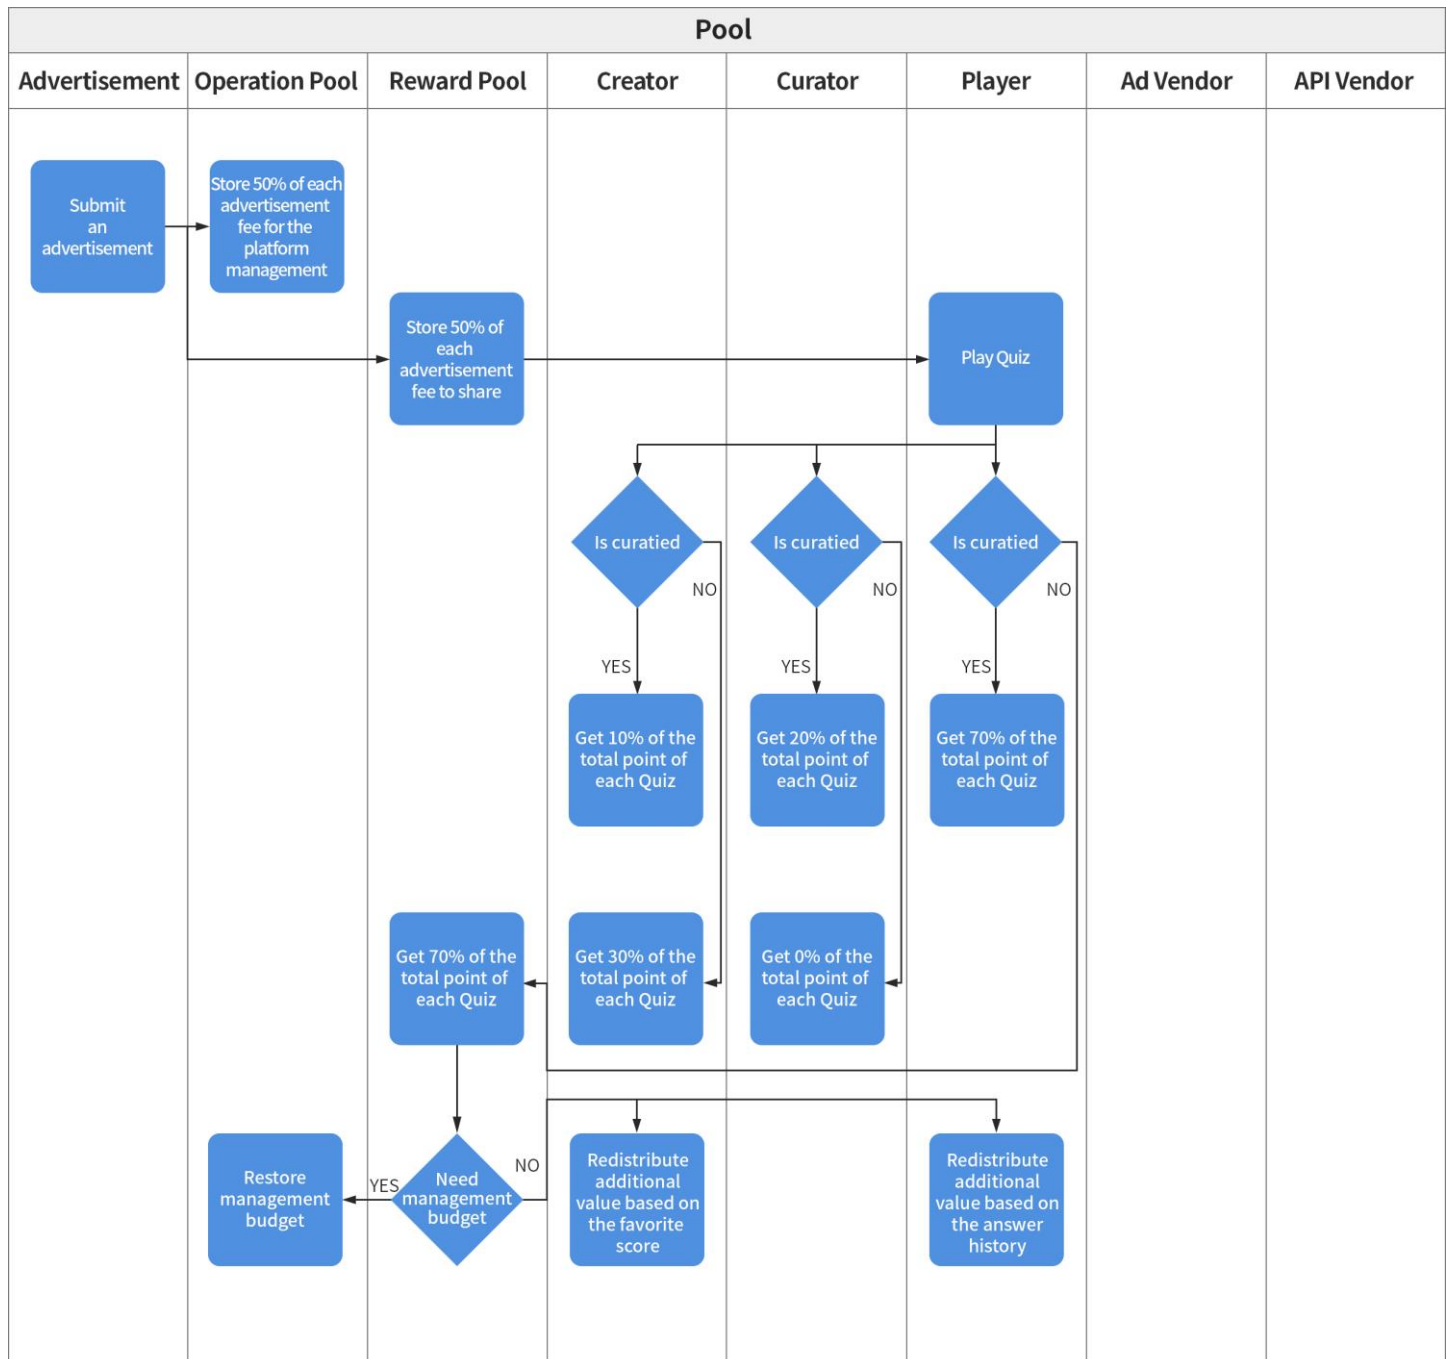 Pool
Advertisement
Operation Pool
Reward Pool
Creator
Curator
Player
Ad Vendor
API Vendor
Submit
an
advertisement
Store 50% of each
advertisement
fee for the
platform
management
Store 50% of
each
advertisement
fee to share
Play Quiz
Is curatied
NO
YES
Is curatied
NO
YES
Is curatied
NO
YES
Get 10% of the
total point of
each Quiz
Get 20% of the
total point of
each Quiz
Get 70% of the
total point of
each Quiz
Get 70% of the
total point of
each Quiz
Get 30% of the
total point of
each Quiz
Get 0% of the
total point of
each Quiz
Restore
management
budget
YES
Need
management
budget
NO
Redistribute
additional
value based on
the favorite
score
Redistribute
additional
value based on
the answer
history